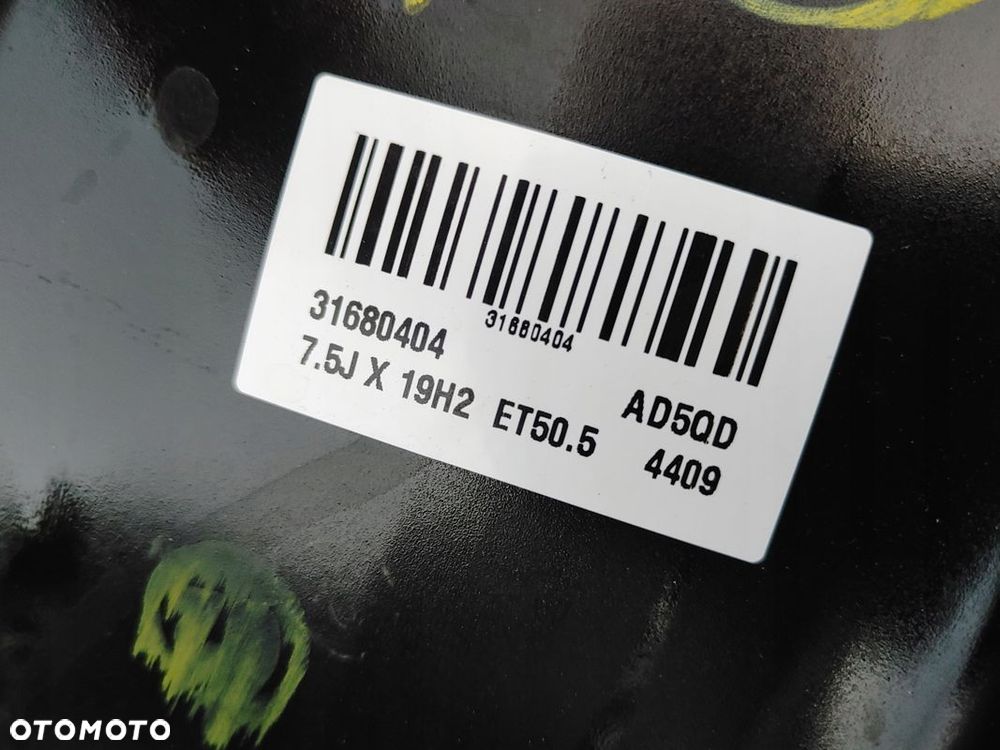 31680404
31680404
7.5J X 19H2 ET50.5
AD5QD
4409
OTOMOTO